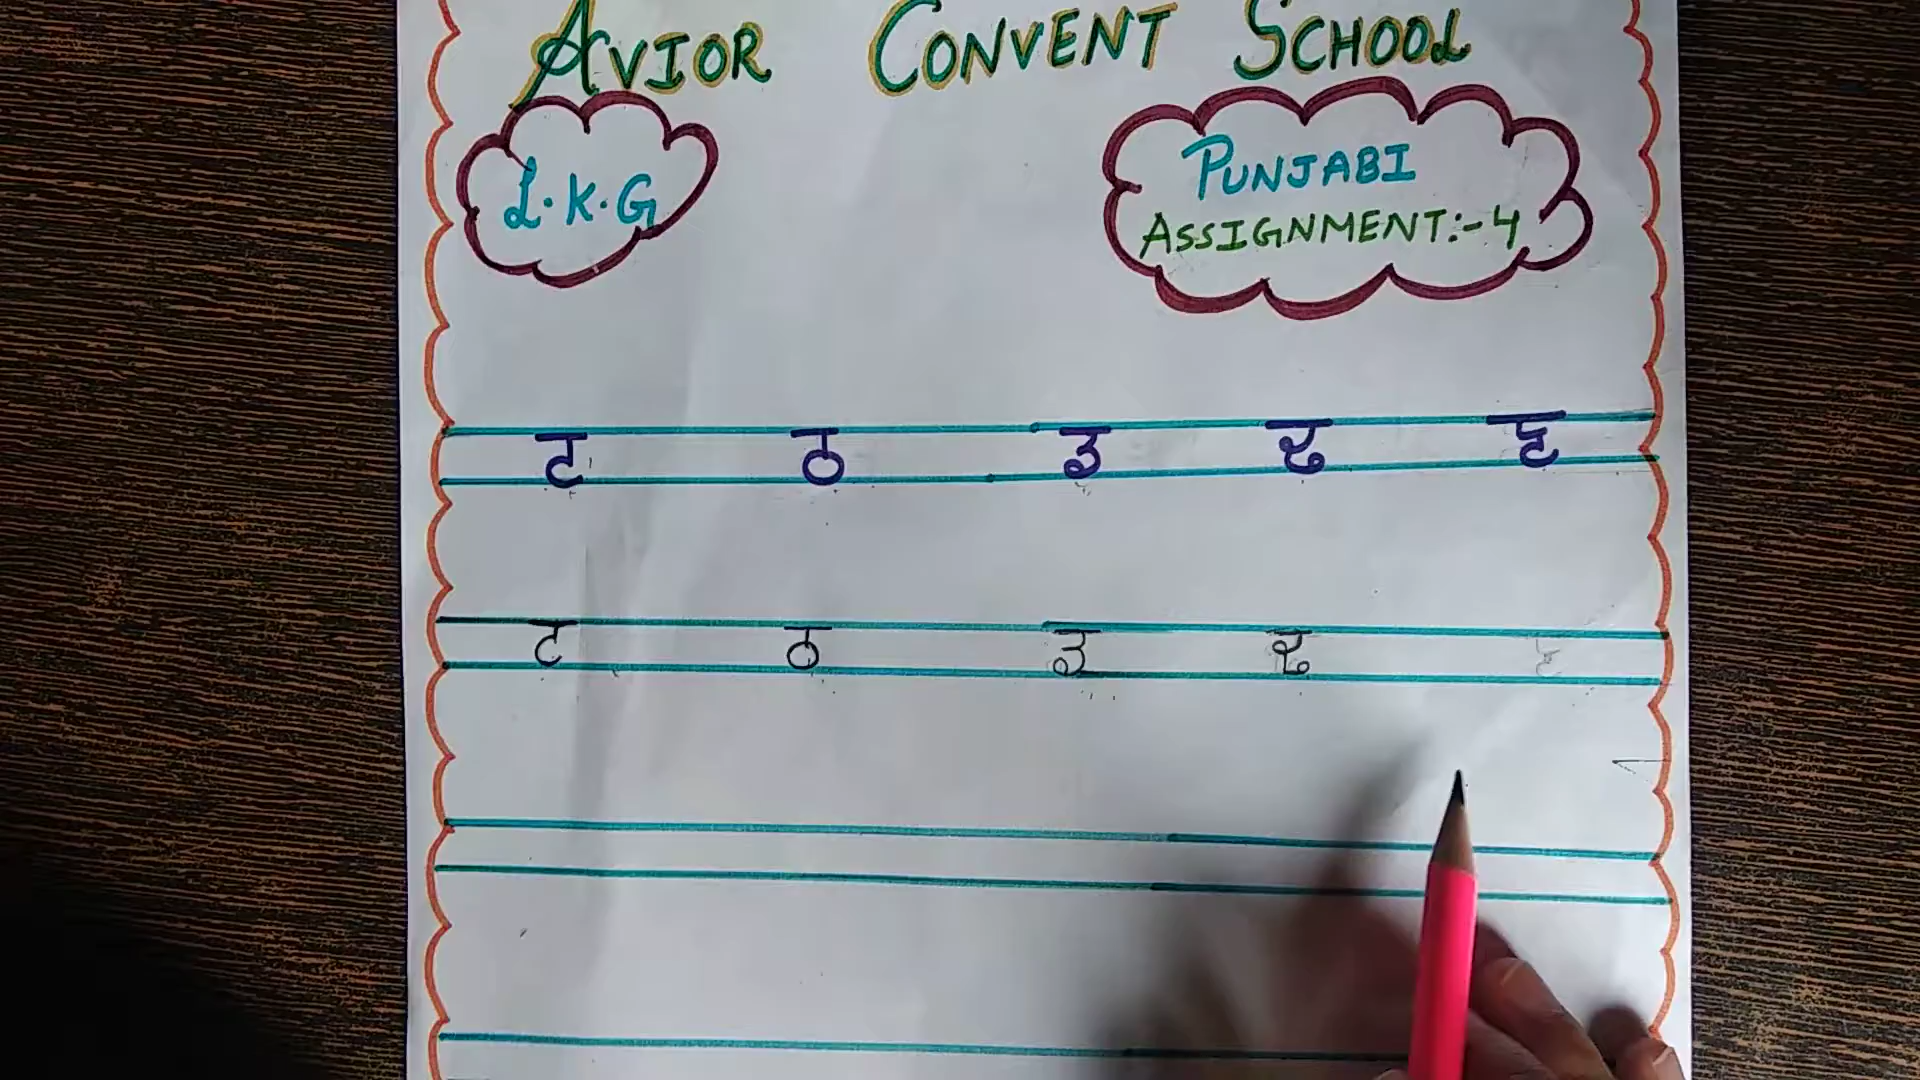 AVIOR CONVENT SCHOOL
L.K.G
PUNJABI
ASSIGNMENT:-4
ਟ ਠ ਡ ਢ ਣ
ਟ ਠ ਡ ਢ